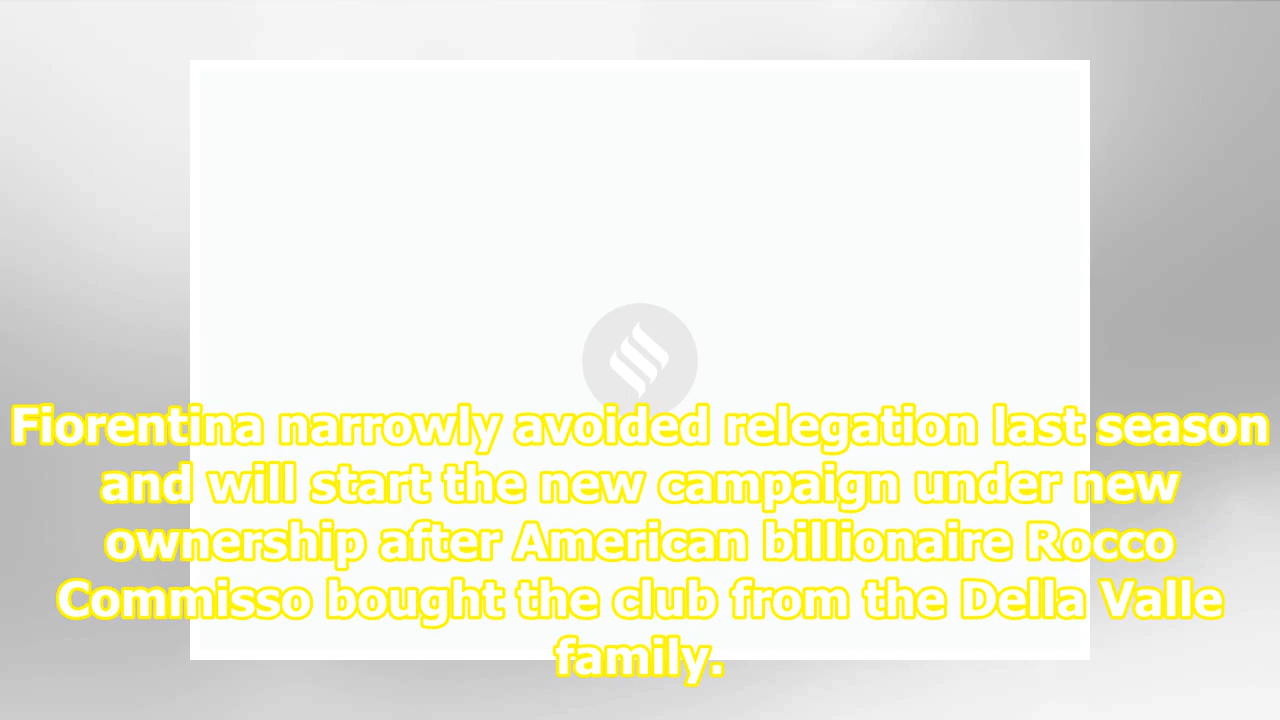 Fiorentina narrowly avoided relegation last season
and will start the new campaign under new
ownership after American billionaire Rocco
Commisso bought the club from the Della Valle
family.